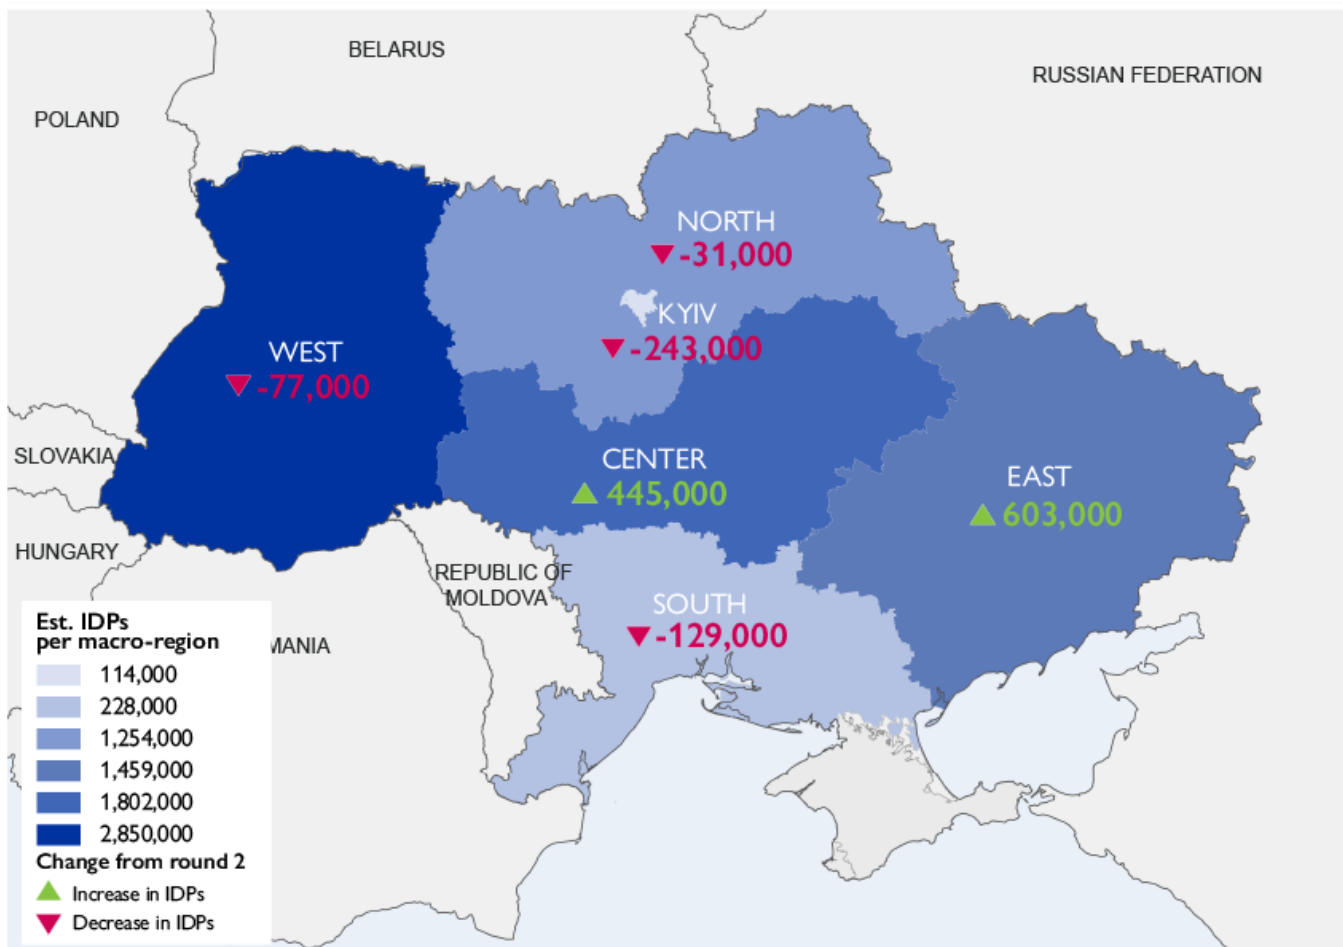 BELARUS
RUSSIAN FEDERATION
POLAND
NORTH
-31,000
KYIV
-243,000
WEST
-77,000
SLOVAKIA
CENTER
445,000
EAST
603,000
HUNGARY
REPUBLIC OF
MOLDOVA
SOUTH
-129,000
MANIA
Est. IDPs
per macro-region
114,000
228,000
1,254,000
1,459,000
1,802,000
2,850,000
Change from round 2
Increase in IDPs
Decrease in IDPs